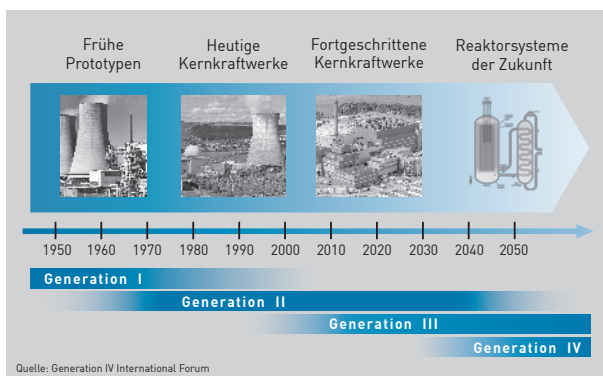 Frühe
Prototypen
Heutige
Kernkraftwerke
Fortgeschrittene
Kernkraftwerke
Reaktorsysteme
der Zukunft
1950 1960 1970 1980 1990 2000 2010 2020 2030 2040 2050
Generation I
Generation II
Generation III
Generation IV
Quelle: Generation IV International Forum